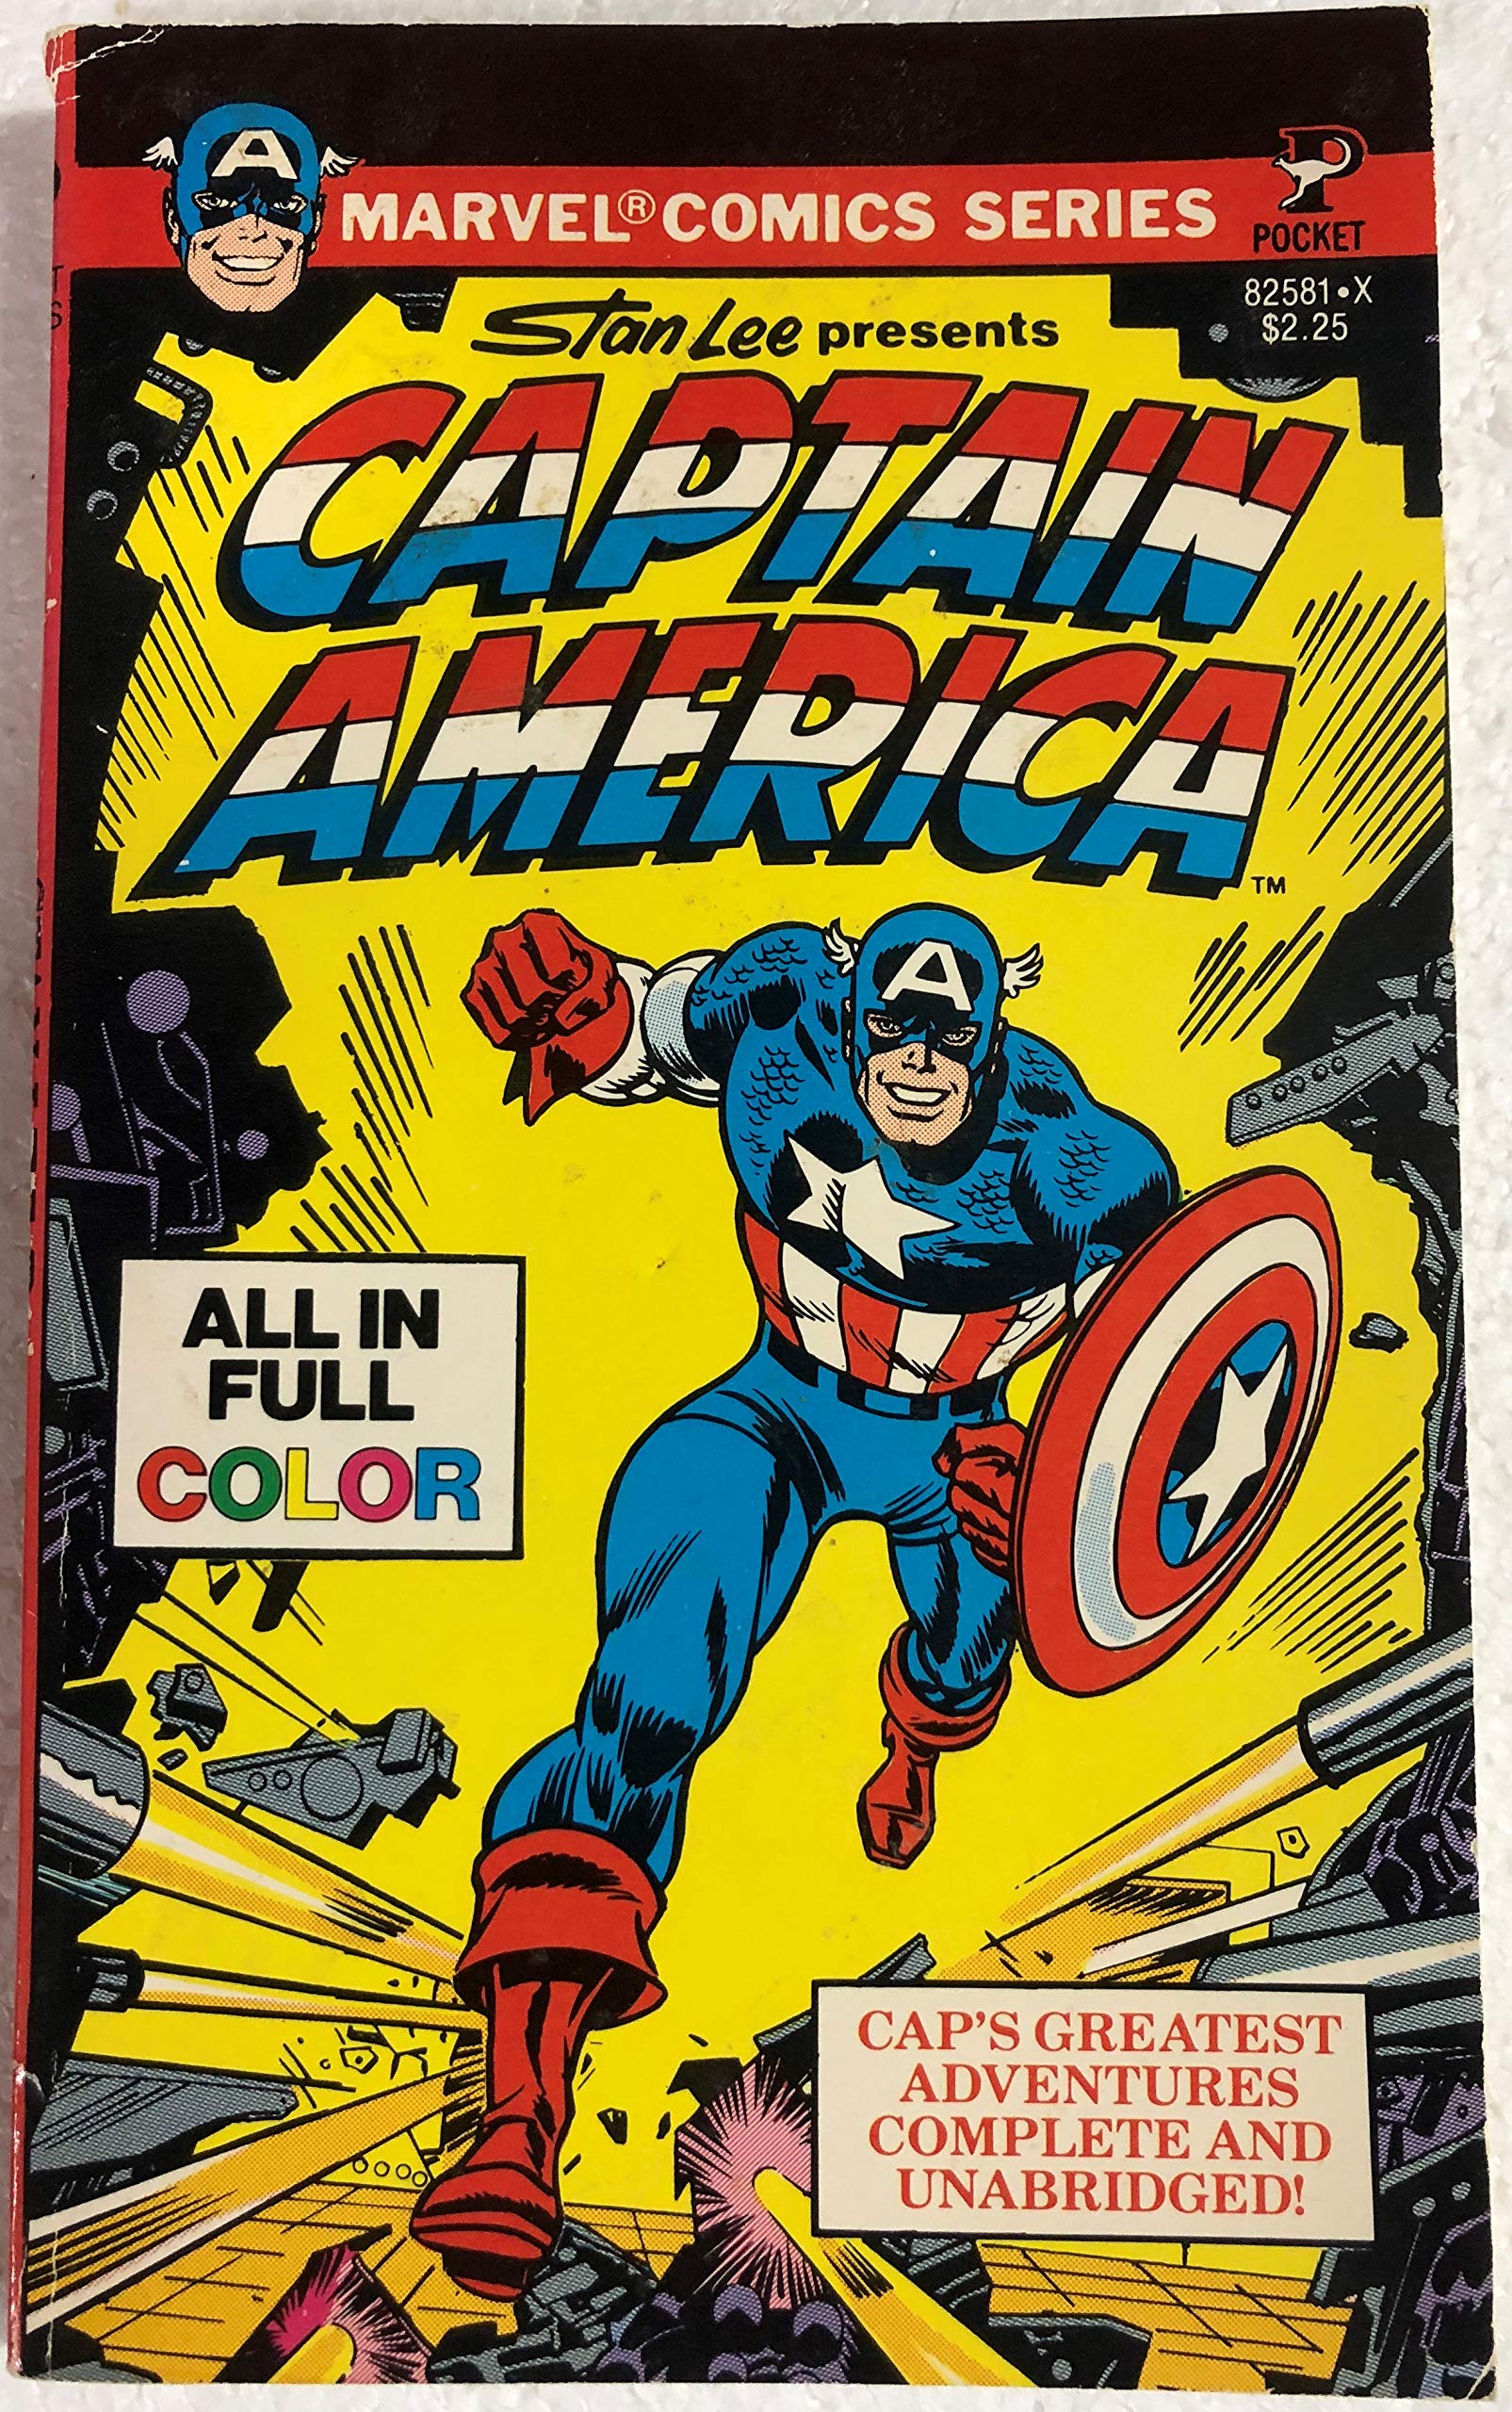 MARVEL® COMICS SERIES
P
POCKET
82581•X
$2.25
Stan Lee presents
CAPTAIN
AMERICA
TM
A
A
ALL IN
FULL
COLOR
CAP'S GREATEST
ADVENTURES
COMPLETE AND
UNABRIDGED!